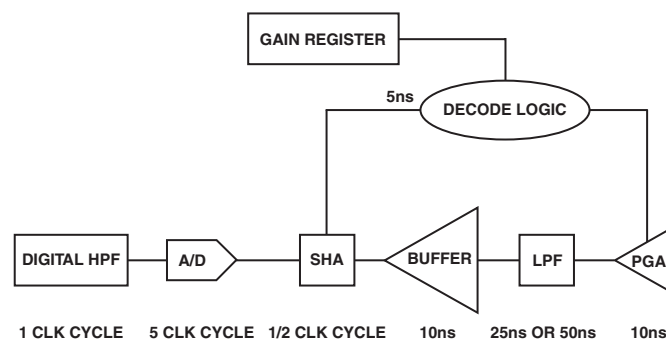 GAIN REGISTER
5ns
DECODE LOGIC
DIGITAL HPF
A/D
SHA
BUFFER
LPF
PGA
1 CLK CYCLE
5 CLK CYCLE
1/2 CLK CYCLE
10ns
25ns OR 50ns
10ns